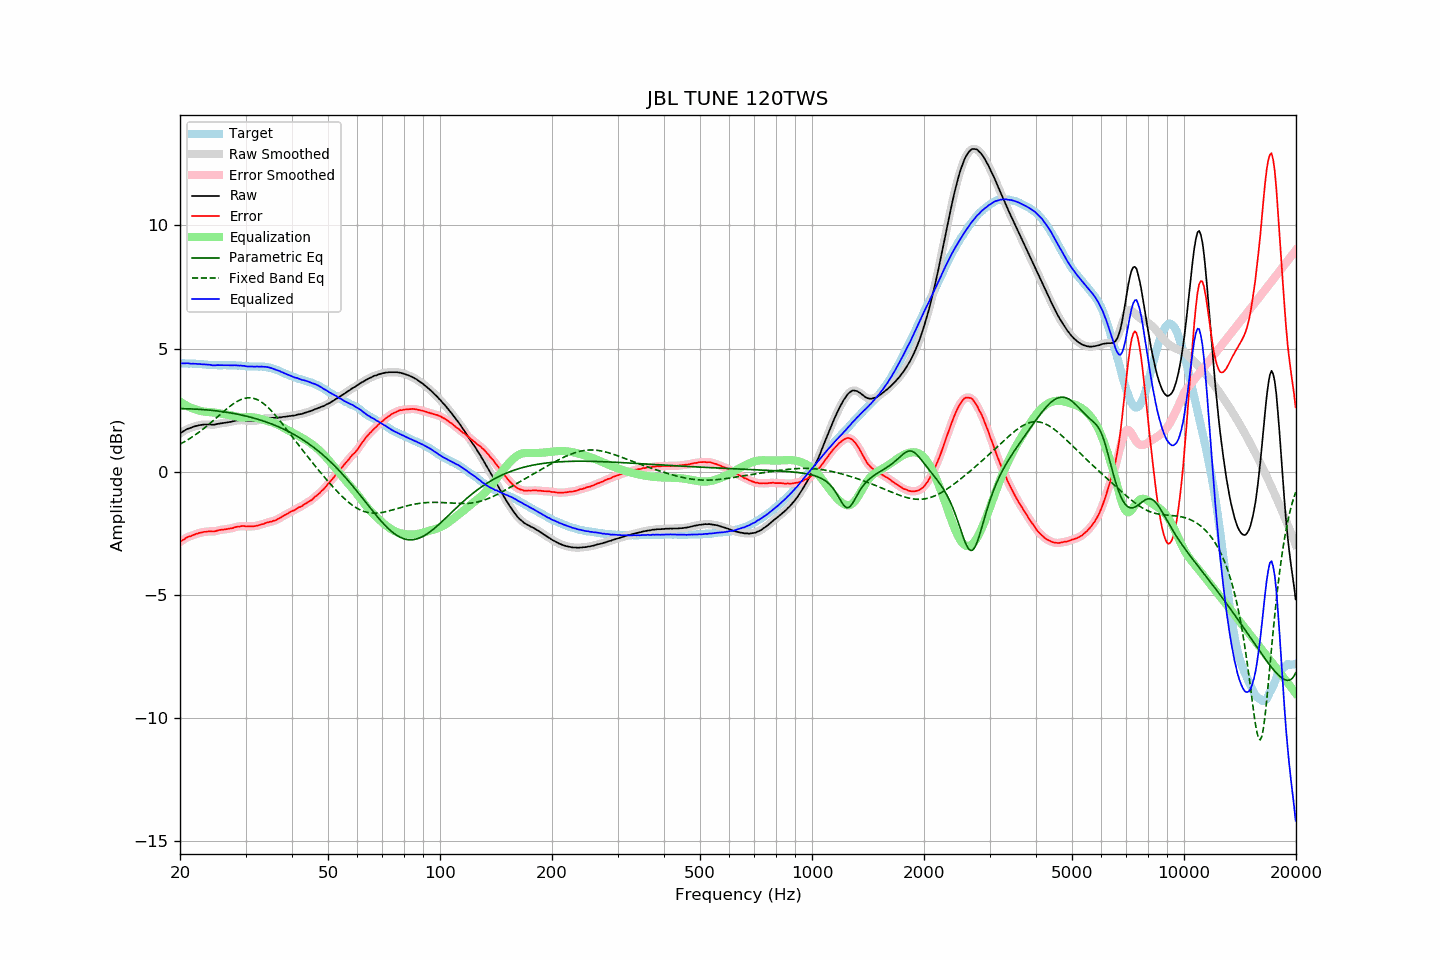 JBL TUNE 120TWS
Target
Raw Smoothed
Error Smoothed
Raw
Error
Equalization
Parametric Eq
Fixed Band Eq
Equalized
Amplitude (dBr)
10
5
0
−5
−10
−15
20 50 100 200 500 1000 2000 5000 10000 20000
Frequency (Hz)